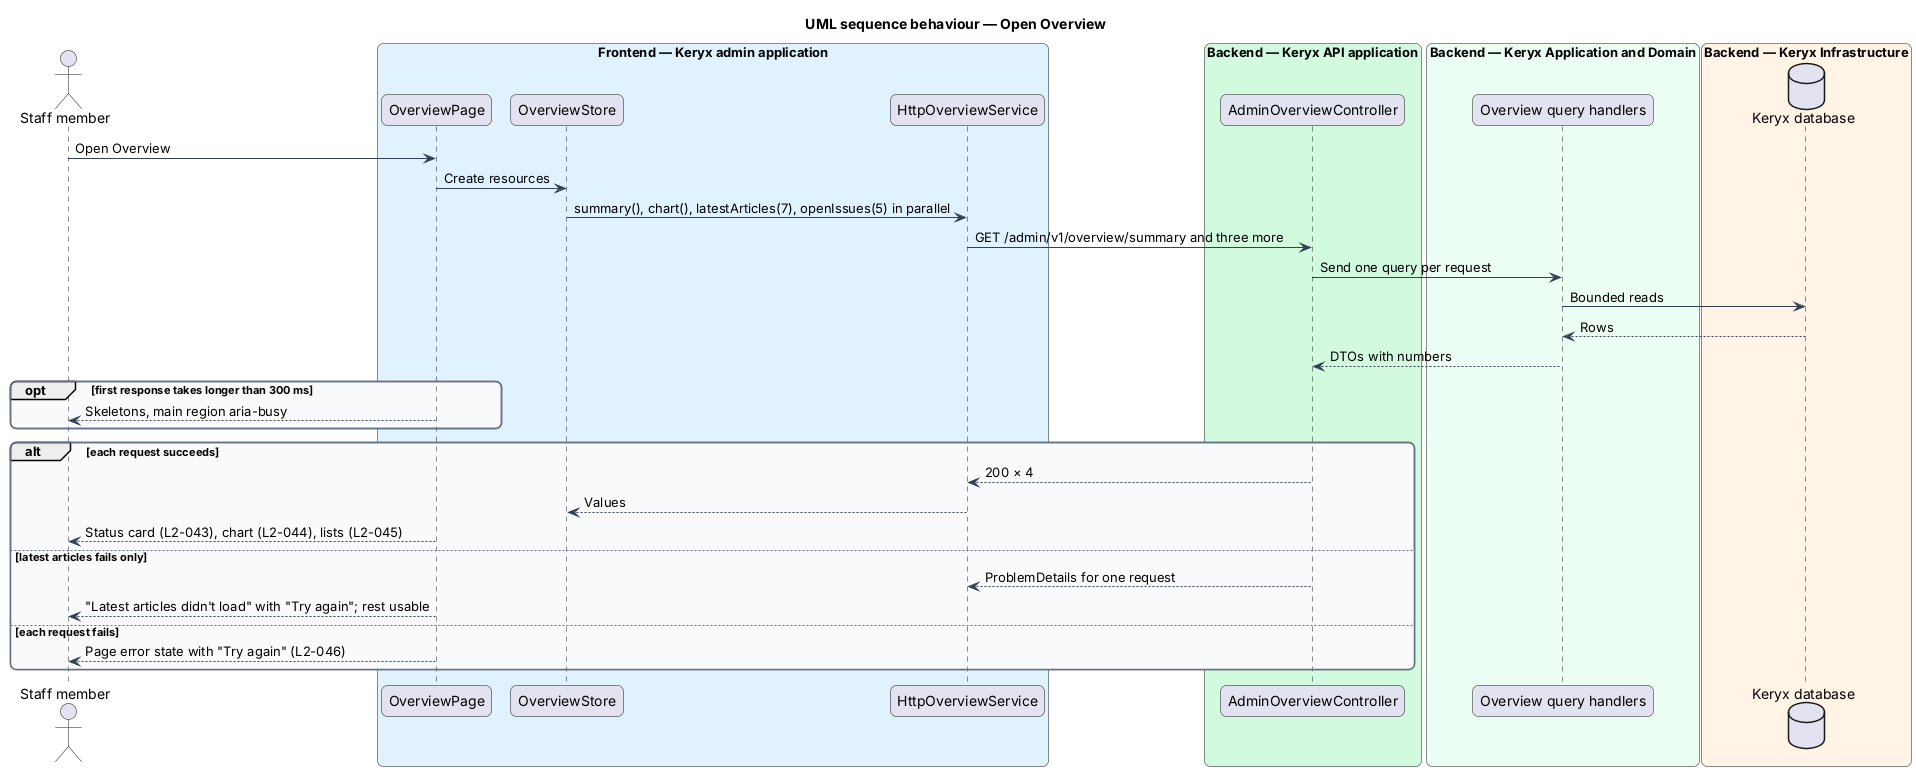 UML sequence behaviour — Open Overview
Frontend — Keryx admin application
Backend — Keryx API application
Backend — Keryx Application and Domain
Backend — Keryx Infrastructure
Staff member
OverviewPage
OverviewStore
HttpOverviewService
AdminOverviewController
Overview query handlers
Keryx database
Open Overview
Create resources
summary(), chart(), latestArticles(7), openIssues(5) in parallel
GET /admin/v1/overview/summary and three more
Send one query per request
Bounded reads
Rows
DTOs with numbers
opt
[first response takes longer than 300 ms]
Skeletons, main region aria-busy
alt
[each request succeeds]
200 × 4
Values
Status card (L2-043), chart (L2-044), lists (L2-045)
[latest articles fails only]
ProblemDetails for one request
"Latest articles didn't load" with "Try again"; rest usable
[each request fails]
Page error state with "Try again" (L2-046)
Staff member
OverviewPage
OverviewStore
HttpOverviewService
AdminOverviewController
Overview query handlers
Keryx database